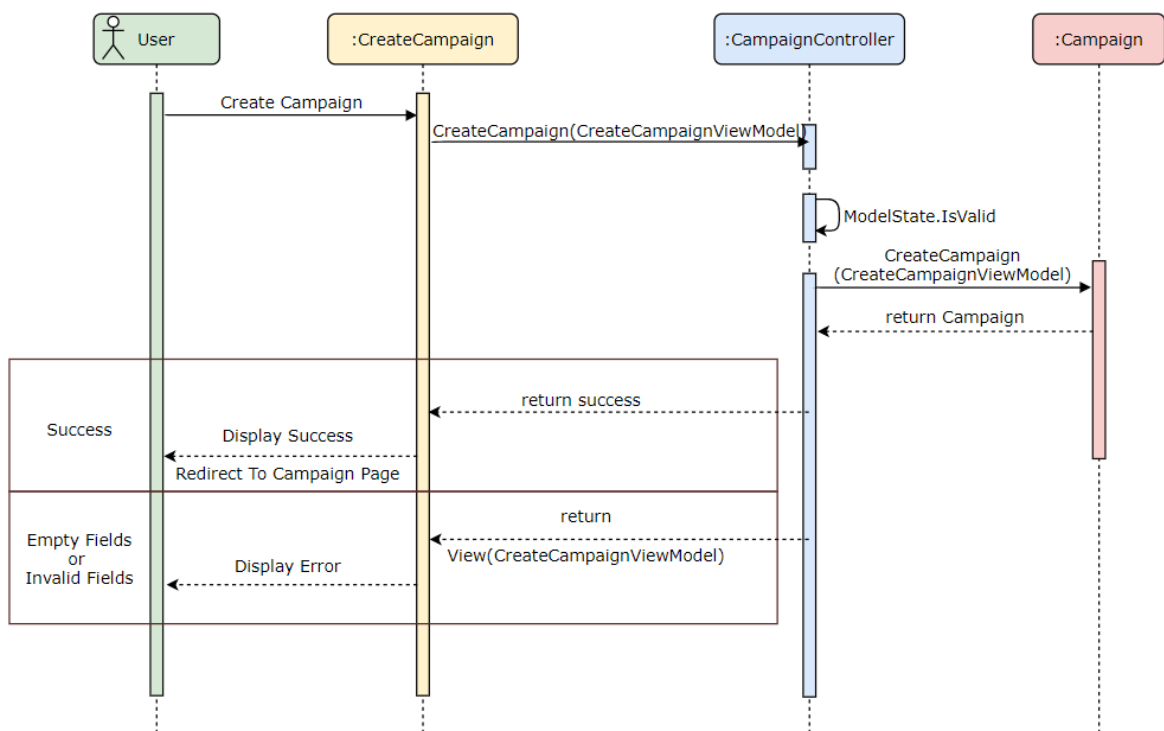 User
:CreateCampaign
:CampaignController
:Campaign
Create Campaign
CreateCampaign(CreateCampaignViewModel)
ModelState.IsValid
CreateCampaign
(CreateCampaignViewModel)
return Campaign
return success
Success
Display Success
Redirect To Campaign Page
return
Empty Fields
or
Invalid Fields
View(CreateCampaignViewModel)
Display Error